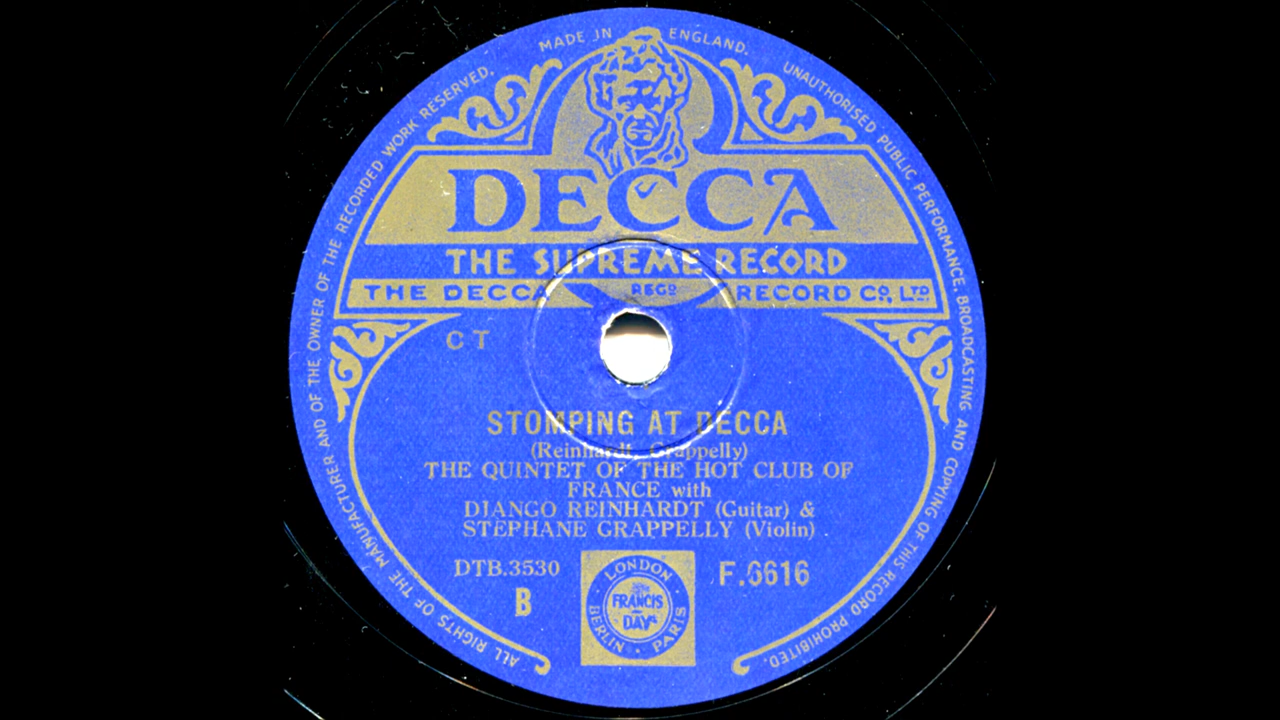 MADE IN ENGLAND.
UNAUTHORISED PUBLIC PERFORMANCE, BROADCASTING AND COPYING OF THIS RECORD PROHIBITED.
ALL RIGHTS OF THE MANUFACTURER AND OF THE OWNER OF THE RECORDED WORK RESERVED.
DECCA
THE SUPREME RECORD
THE DECCA REGD RECORD CO., LTD
C T
STOMPING AT DECCA
(Reinhardt, Grappelly)
THE QUINTET OF THE HOT CLUB OF
FRANCE with
DJANGO REINHARDT (Guitar) &
STEPHANE GRAPPELLY (Violin)
DTB.3530
B
F.6616
LONDON
FRANCIS
DAY
BERLIN • PARIS